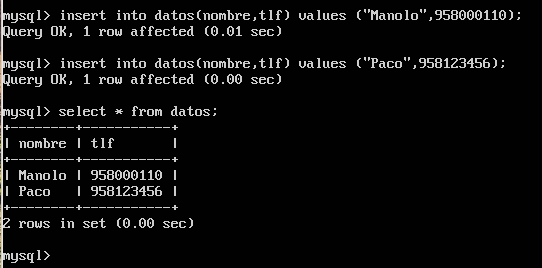 mysql> insert into datos(nombre,tlf) values ("Manolo",958000110);
Query OK, 1 row affected (0.01 sec)
mysql> insert into datos(nombre,tlf) values ("Paco",958123456);
Query OK, 1 row affected (0.00 sec)
mysql> select * from datos;
+--------+-----------+
| nombre | tlf       |
+--------+-----------+
| Manolo | 958000110 |
| Paco   | 958123456 |
+--------+-----------+
2 rows in set (0.00 sec)
mysql>